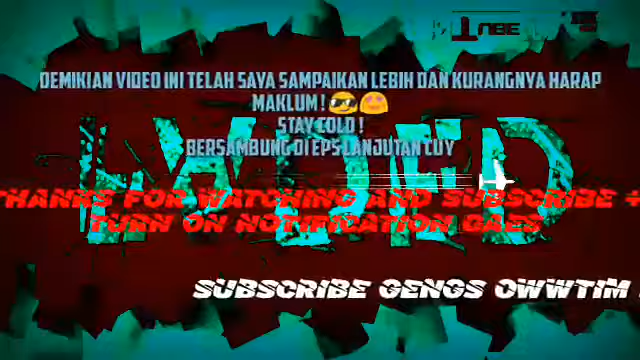 DEMIKIAN VIDEO INI TELAH SAYA SAMPAIKAN LEBIH DAN KURANGNYA HARAP
MAKLUM ! 😎😍
STAY COLD !
BERSAMBUNG DI EPS LANJUTAN CUY
THANKS FOR WATCHING AND SUBSCRIBE +
TURN ON NOTIFICATION GAES
SUBSCRIBE GENGS OWWTIM